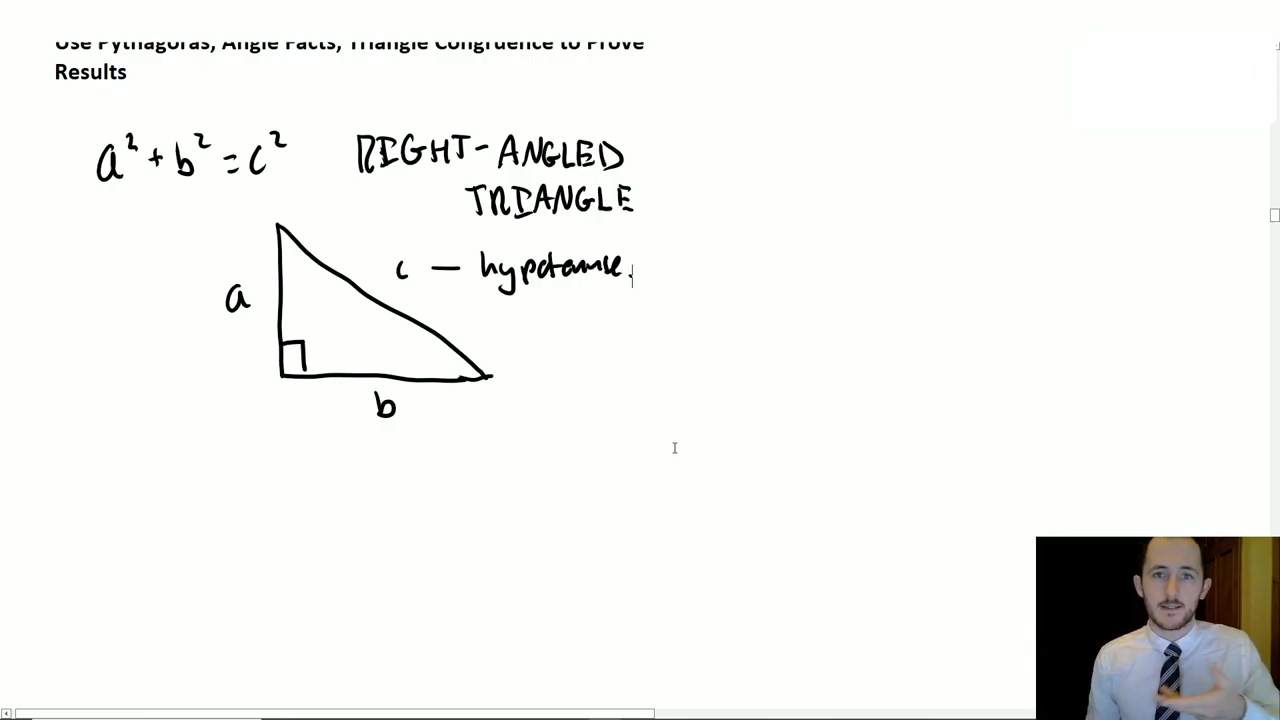 Use Pythagoras, Angle Facts, Triangle Congruence to Prove
Results
a² + b² = c² RIGHT-ANGLED
TRIANGLE
c — hypotenuse.
a
b